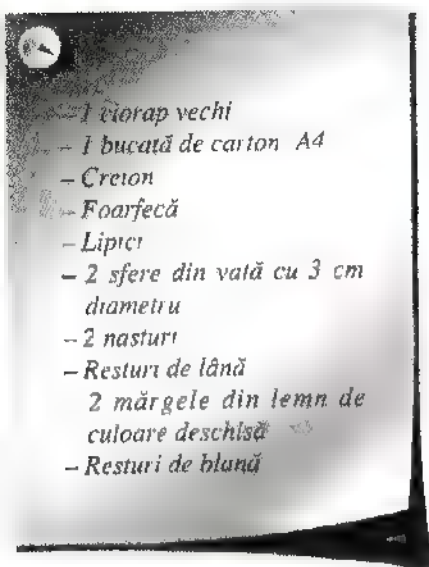 – 1 ciorap vechi
– 1 bucată de carton A4
– Creion
– Foarfecă
– Lipici
– 2 sfere din vată cu 3 cm
diametru
– 2 nasturi
– Resturi de lână
2 mărgele din lemn de
culoare deschisă
– Resturi de blană